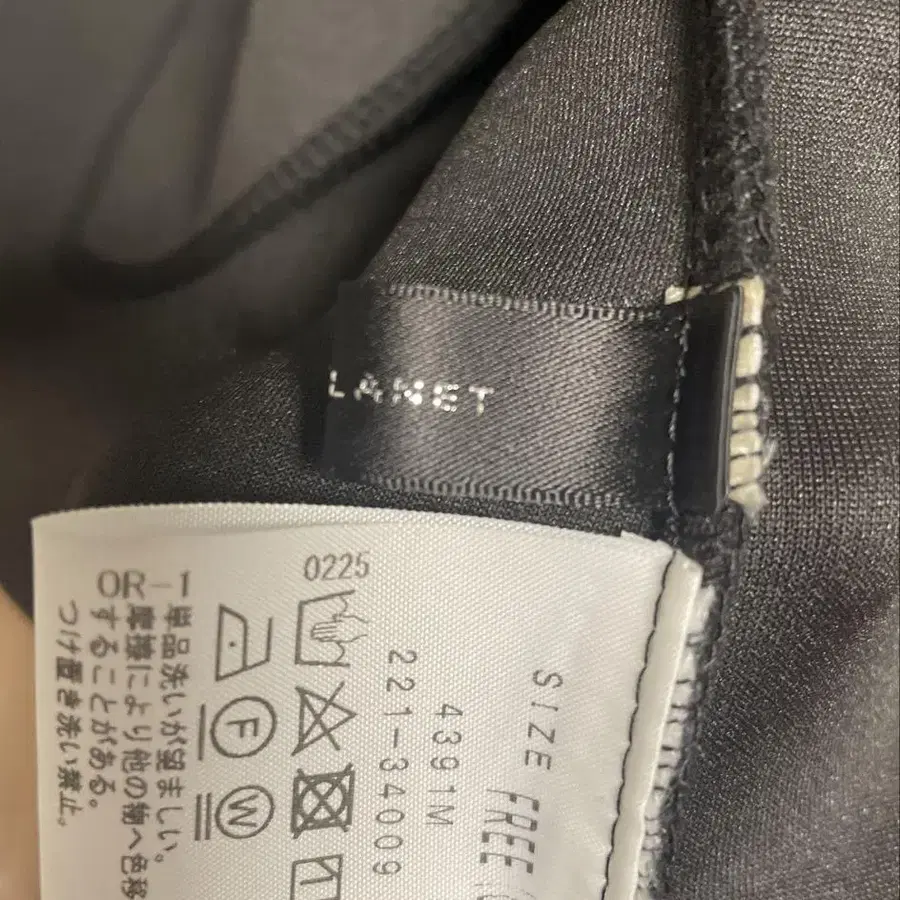 LANET
0225
OR-1
SIZE FREE
4391M
221-34009
F
W
単品洗いが望ましい。
摩擦により他の物へ色移
することがある。
つけ置き洗い禁止。